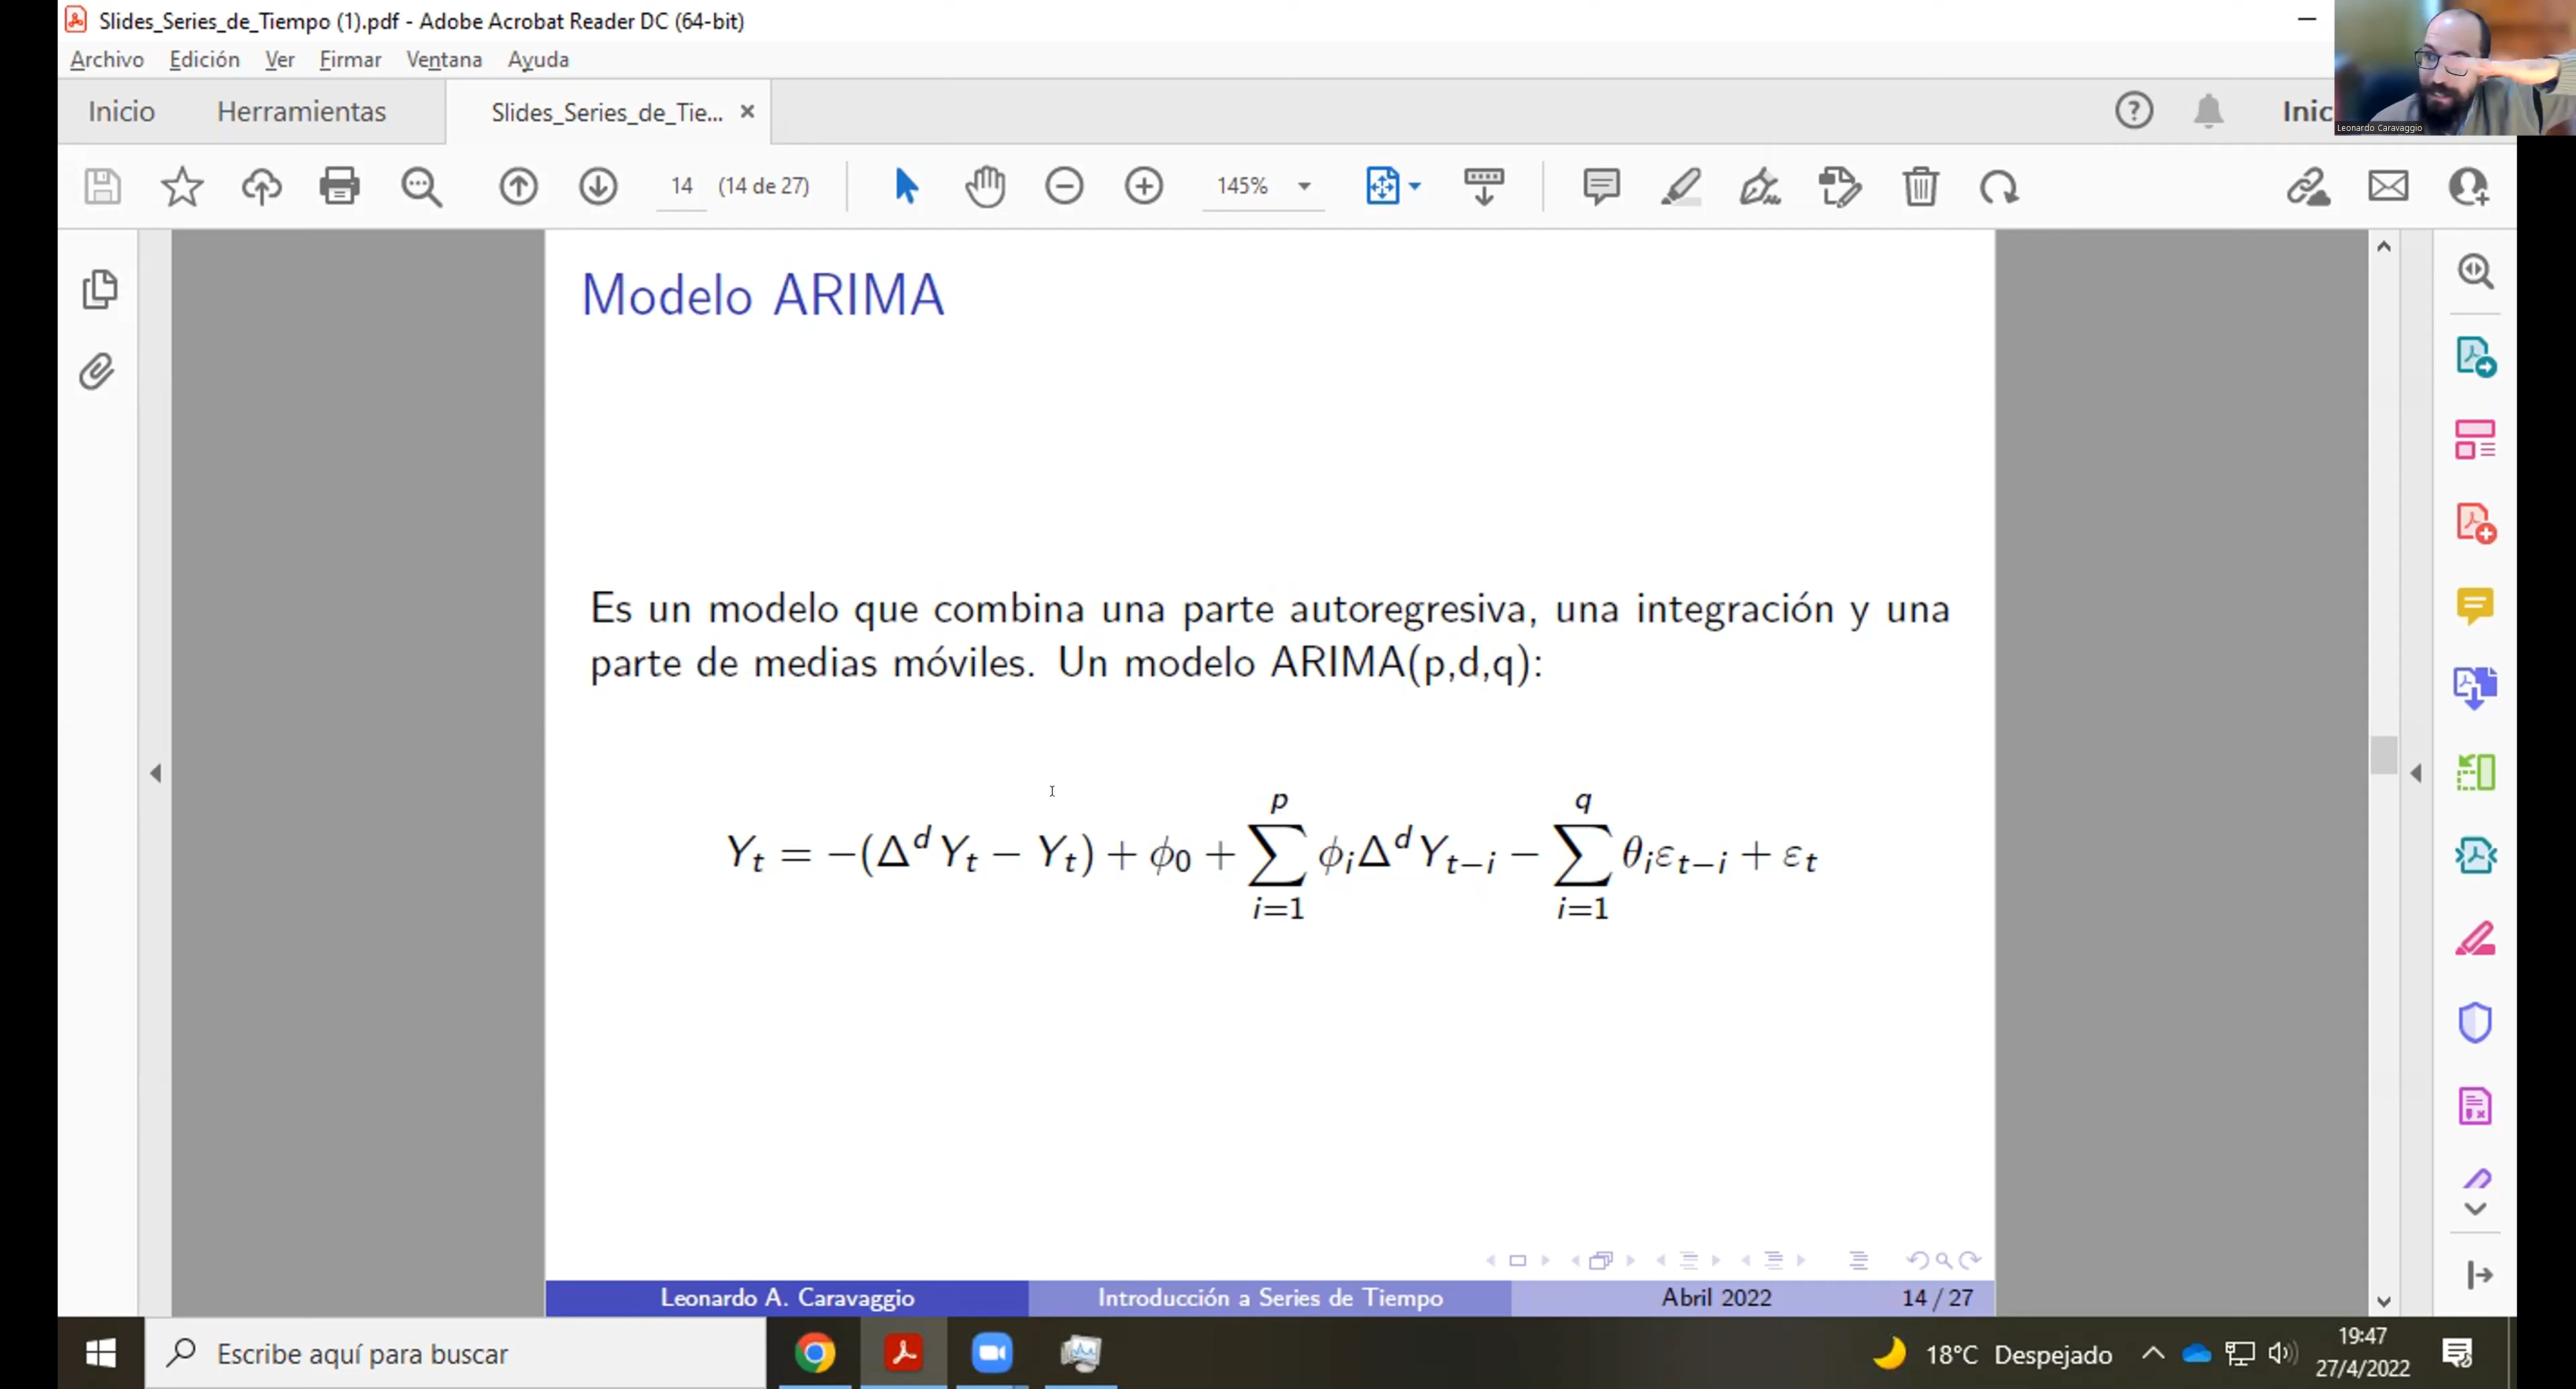 Slides_Series_de_Tiempo (1).pdf - Adobe Acrobat Reader DC (64-bit)
Archivo Edición Ver Firmar Ventana Ayuda
Inicio Herramientas Slides_Series_de_Tie... Inic
Leonardo Caravaggio
14 (14 de 27) 145%
Modelo ARIMA
Es un modelo que combina una parte autoregresiva, una integración y una
parte de medias móviles. Un modelo ARIMA(p,d,q):
Y_t = −(Δ^d Y_t − Y_t) + ϕ_0 + ∑_{i=1}^{p} ϕ_i Δ^d Y_{t−i} − ∑_{i=1}^{q} θ_i ε_{t−i} + ε_t
Leonardo A. Caravaggio Introducción a Series de Tiempo Abril 2022 14 / 27
Escribe aquí para buscar 18°C Despejado 19:47
27/4/2022